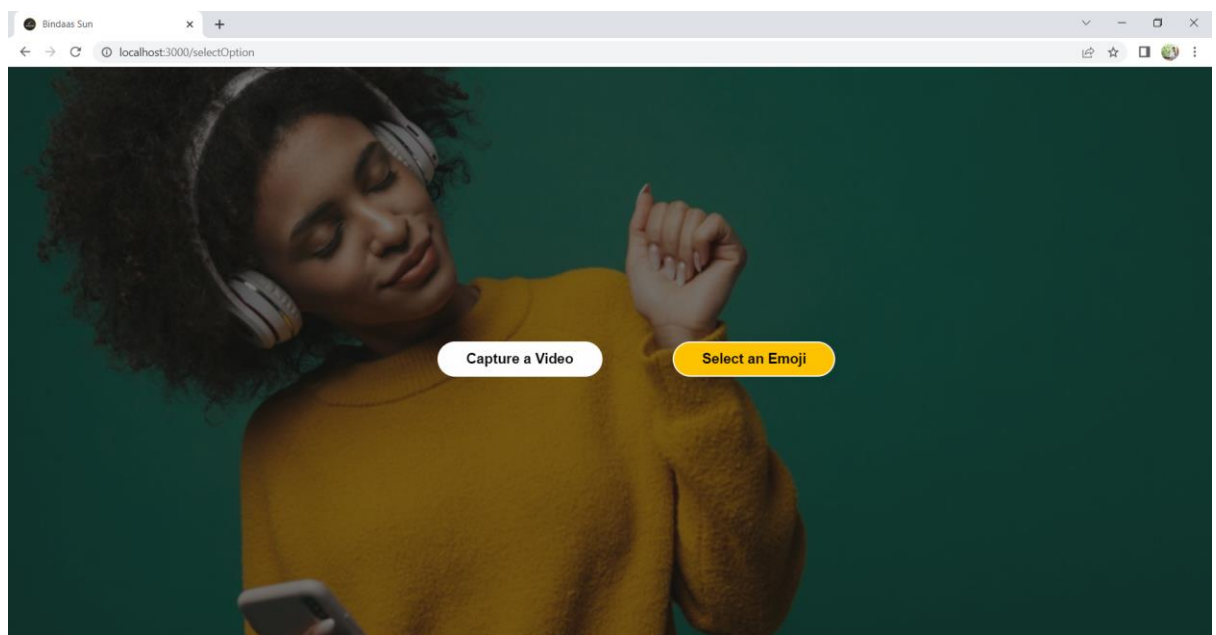 Bindaas Sun
localhost:3000/selectOption
Capture a Video
Select an Emoji